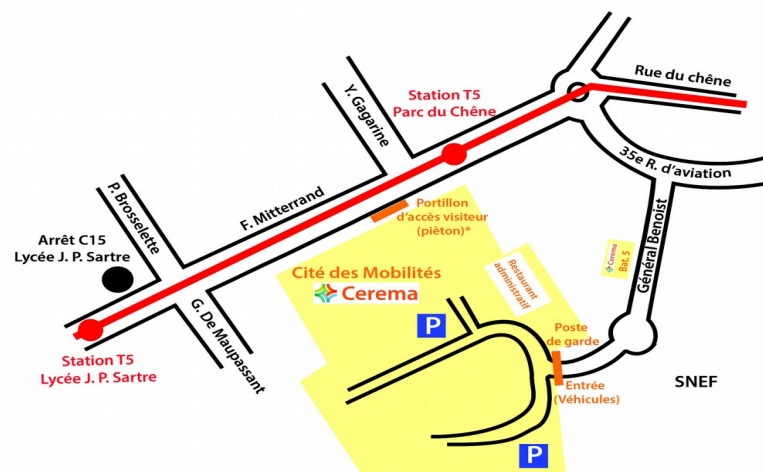 Rue du chêne
Station T5
Parc du Chêne
Y. Gagarine
35e R. d'aviation
P. Brosselette
F. Mitterrand
Portillon
d'accès visiteur
(pièton)*
Arrêt C15
Lycée J. P. Sartre
Cité des Mobilités
Cerema
Restaurant
administratif
Cerema
Bat. 5
Général Benoist
G. De Maupassant
P
Poste
de garde
Station T5
Lycée J. P. Sartre
Entrée
(Véhicules)
SNEF
P